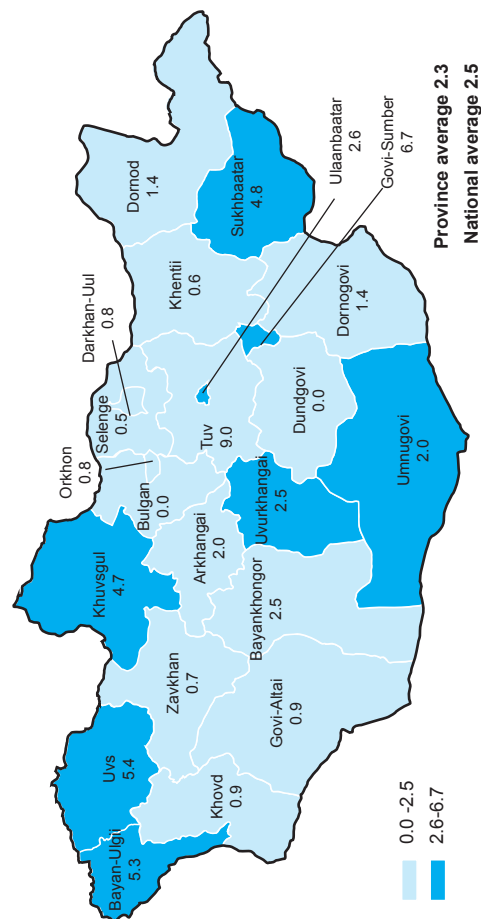 Bayan-Ulgii
5.3
Uvs
5.4
Khovd
0.9
Zavkhan
0.7
Govi-Altai
0.9
Khuvsgul
4.7
Arkhangai
2.0
Bayankhongor
2.5
Orkhon
0.8
Bulgan
0.0
Uvurkhangai
2.5
Umnugovi
2.0
Selenge
0.5
Darkhan-Uul
0.8
Tuv
9.0
Dundgovi
0.0
Khentii
0.6
Dornogovi
1.4
Dornod
1.4
Sukhbaatar
4.8
Ulaanbaatar
2.6
Govi-Sumber
6.7
0.0 -2.5
2.6-6.7
Province average 2.3
National average 2.5